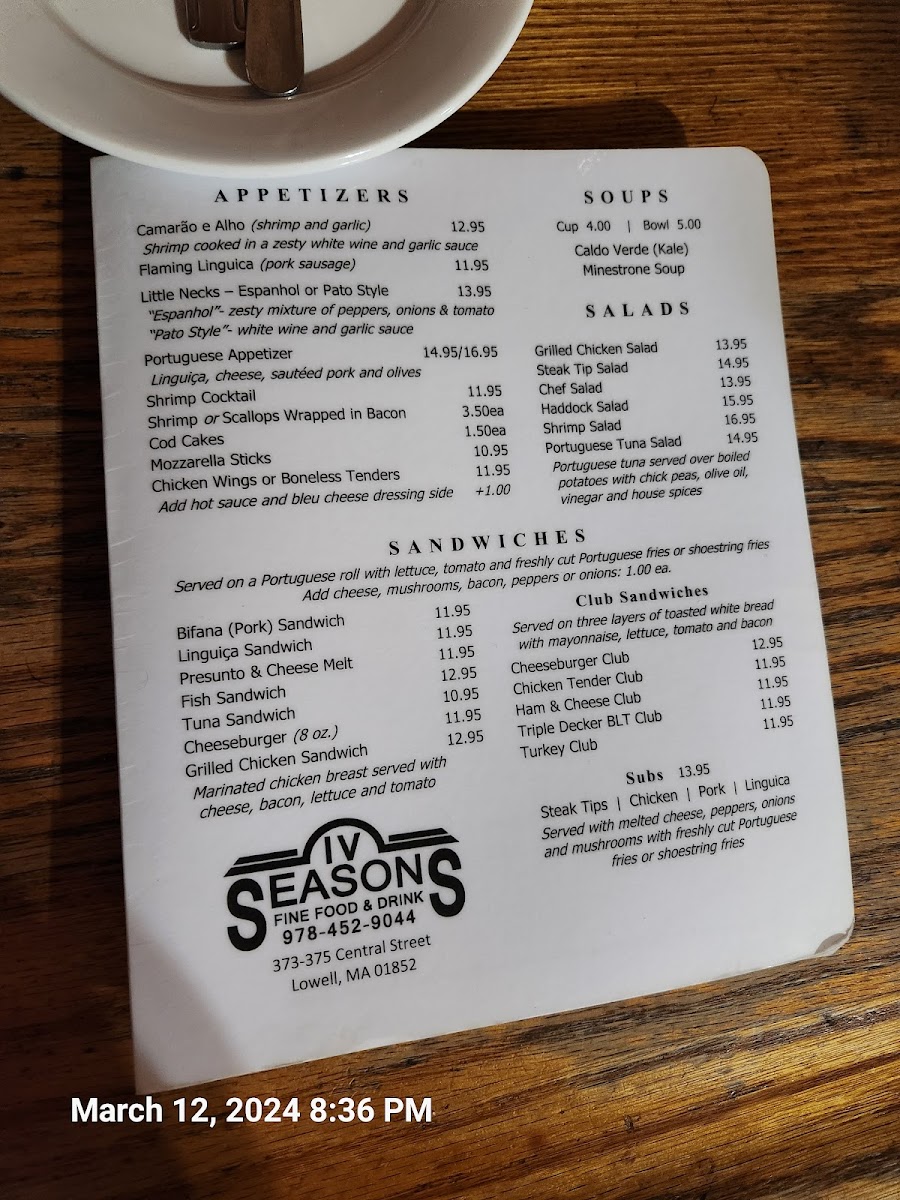 APPETIZERS
Camarão e Alho (shrimp and garlic) 12.95
Shrimp cooked in a zesty white wine and garlic sauce
Flaming Linguica (pork sausage) 11.95
Little Necks – Espanhol or Pato Style 13.95
"Espanhol"- zesty mixture of peppers, onions & tomato
"Pato Style"- white wine and garlic sauce
Portuguese Appetizer 14.95/16.95
Linguiça, cheese, sautéed pork and olives
Shrimp Cocktail 11.95
Shrimp or Scallops Wrapped in Bacon 3.50ea
Cod Cakes 1.50ea
Mozzarella Sticks 10.95
Chicken Wings or Boneless Tenders 11.95
Add hot sauce and bleu cheese dressing side +1.00
SOUPS
Cup 4.00 | Bowl 5.00
Caldo Verde (Kale)
Minestrone Soup
SALADS
Grilled Chicken Salad 13.95
Steak Tip Salad 14.95
Chef Salad 13.95
Haddock Salad 15.95
Shrimp Salad 16.95
Portuguese Tuna Salad 14.95
Portuguese tuna served over boiled
potatoes with chick peas, olive oil,
vinegar and house spices
SANDWICHES
Served on a Portuguese roll with lettuce, tomato and freshly cut Portuguese fries or shoestring fries
Add cheese, mushrooms, bacon, peppers or onions: 1.00 ea.
Bifana (Pork) Sandwich 11.95
Linguiça Sandwich 11.95
Presunto & Cheese Melt 11.95
Fish Sandwich 12.95
Tuna Sandwich 10.95
Cheeseburger (8 oz.) 11.95
Grilled Chicken Sandwich 12.95
Marinated chicken breast served with
cheese, bacon, lettuce and tomato
Club Sandwiches
Served on three layers of toasted white bread
with mayonnaise, lettuce, tomato and bacon
Cheeseburger Club 12.95
Chicken Tender Club 11.95
Ham & Cheese Club 11.95
Triple Decker BLT Club 11.95
Turkey Club 11.95
Subs 13.95
Steak Tips | Chicken | Pork | Linguica
Served with melted cheese, peppers, onions
and mushrooms with freshly cut Portuguese
fries or shoestring fries
IV
SEASONS
FINE FOOD & DRINK
978-452-9044
373-375 Central Street
Lowell, MA 01852
March 12, 2024 8:36 PM